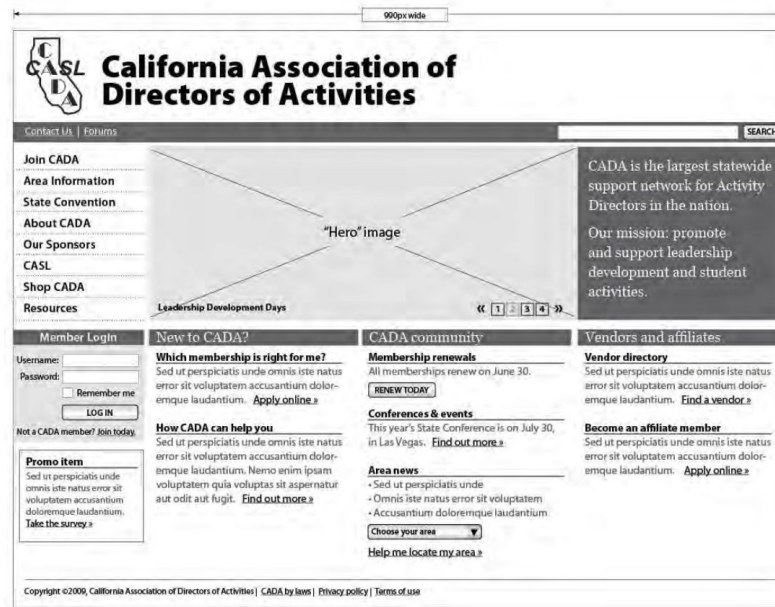 990px wide
C
CASL
D
A
California Association of
Directors of Activities
Contact Us | Forums
SEARCH
Join CADA
Area Information
State Convention
About CADA
Our Sponsors
CASL
Shop CADA
Resources
"Hero" image
Leadership Development Days
« 1 2 3 4 »
CADA is the largest statewide
support network for Activity
Directors in the nation.
Our mission: promote
and support leadership
development and student
activities.
Member Login
Username:
Password:
Remember me
LOG IN
Not a CADA member? Join today.
Promo item
Sed ut perspiciatis unde
omnis iste natus error sit
voluptatem accusantium
doloremque laudantium.
Take the survey »
New to CADA?
Which membership is right for me?
Sed ut perspiciatis unde omnis iste natus
error sit voluptatem accusantium dolor-
emque laudantium. Apply online »
How CADA can help you
Sed ut perspiciatis unde omnis iste natus
error sit voluptatem accusantium dolor-
emque laudantium. Nemo enim ipsam
voluptatem quia voluptas sit aspernatur
aut odit aut fugit. Find out more »
CADA community
Membership renewals
All memberships renew on June 30.
RENEW TODAY
Conferences & events
This year's State Conference is on July 30,
in Las Vegas. Find out more »
Area news
• Sed ut perspiciatis unde
• Omnis iste natus error sit voluptatem
• Accusantium doloremque laudantium
Choose your area
Help me locate my area »
Vendors and affiliates
Vendor directory
Sed ut perspiciatis unde omnis iste natus
error sit voluptatem accusantium dolor-
emque laudantium. Find a vendor »
Become an affiliate member
Sed ut perspiciatis unde omnis iste natus
error sit voluptatem accusantium dolor-
emque laudantium. Apply online »
Copyright ©2009, California Association of Directors of Activities | CADA by laws | Privacy policy | Terms of use